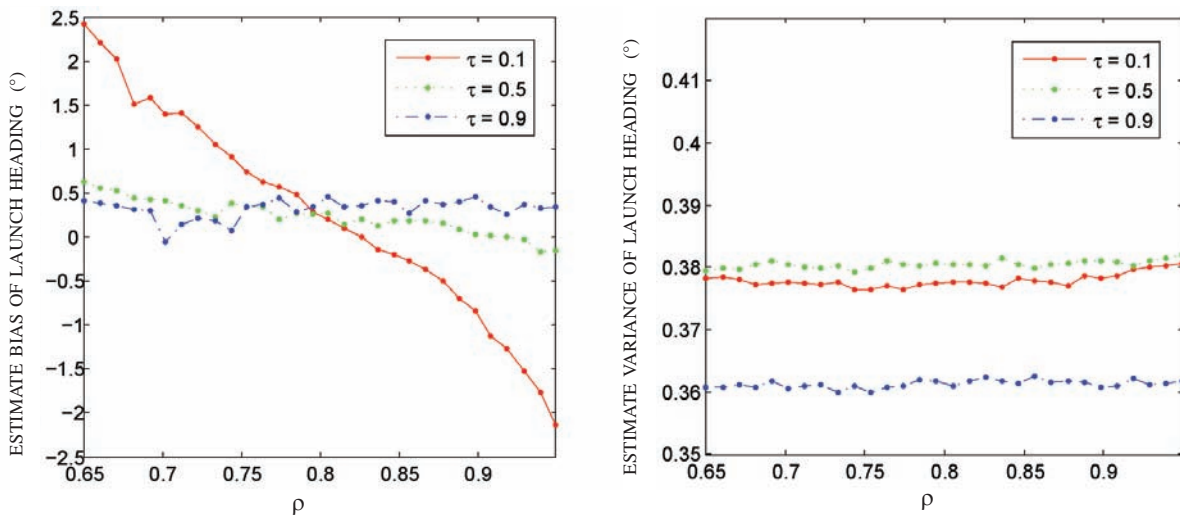 ESTIMATE BIAS OF LAUNCH HEADING (°)
2.5
2
1.5
1
0.5
0
−0.5
−1
−1.5
−2
−2.5
τ = 0.1
τ = 0.5
τ = 0.9
0.65 0.7 0.75 0.8 0.85 0.9
ρ
ESTIMATE VARIANCE OF LAUNCH HEADING (°)
0.41
0.4
0.39
0.38
0.37
0.36
0.35
τ = 0.1
τ = 0.5
τ = 0.9
0.65 0.7 0.75 0.8 0.85 0.9
ρ